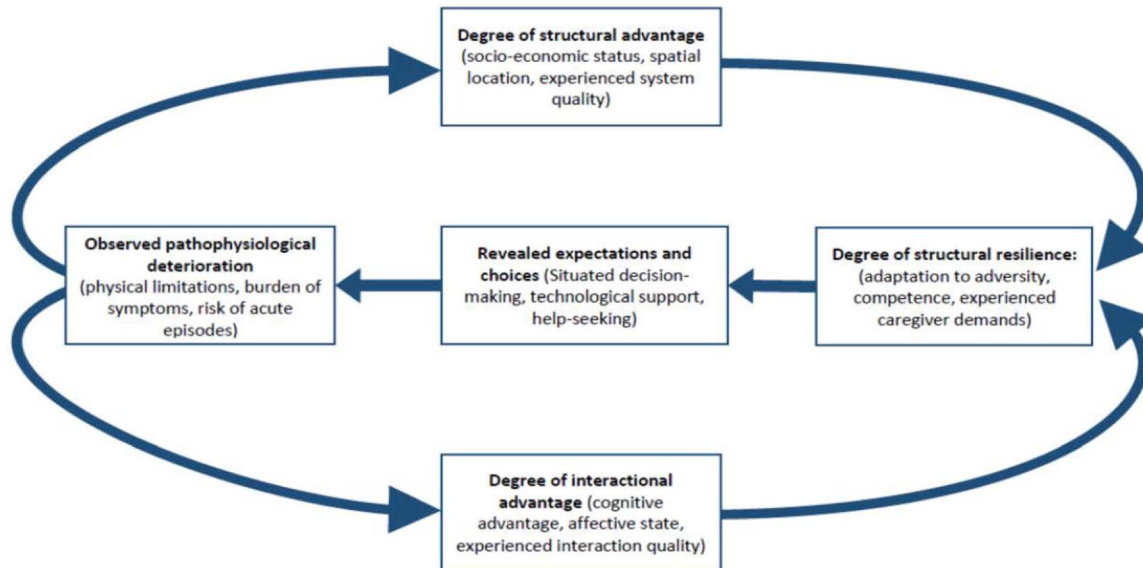 Degree of structural advantage
(socio-economic status, spatial
location, experienced system
quality)
Observed pathophysiological
deterioration
(physical limitations, burden of
symptoms, risk of acute
episodes)
Revealed expectations and
choices (Situated decision-
making, technological support,
help-seeking)
Degree of structural resilience:
(adaptation to adversity,
competence, experienced
caregiver demands)
Degree of interactional
advantage (cognitive
advantage, affective state,
experienced interaction quality)